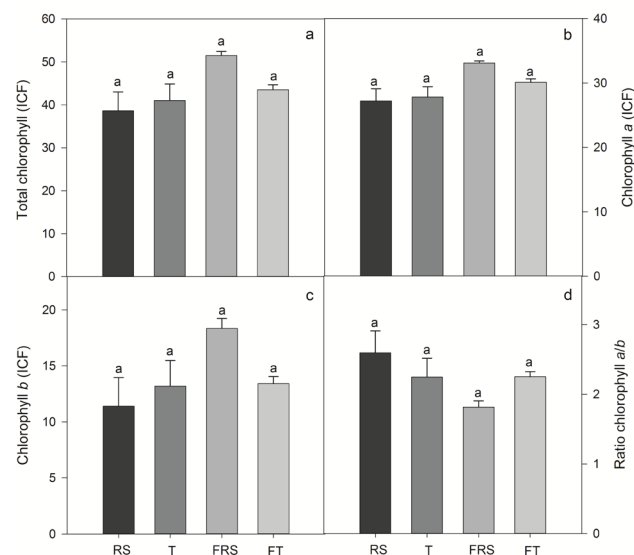 60
50
40
30
20
10
0
Total chlorophyll (ICF)
a
a
a
a
a
b
a
a
a
a
40
30
20
10
0
Chlorophyll a (ICF)
20
15
10
5
0
Chlorophyll b (ICF)
c
a
a
a
a
RS
T
FRS
FT
d
a
a
a
a
RS
T
FRS
FT
3
2
1
0
Ratio chlorophyll a/b